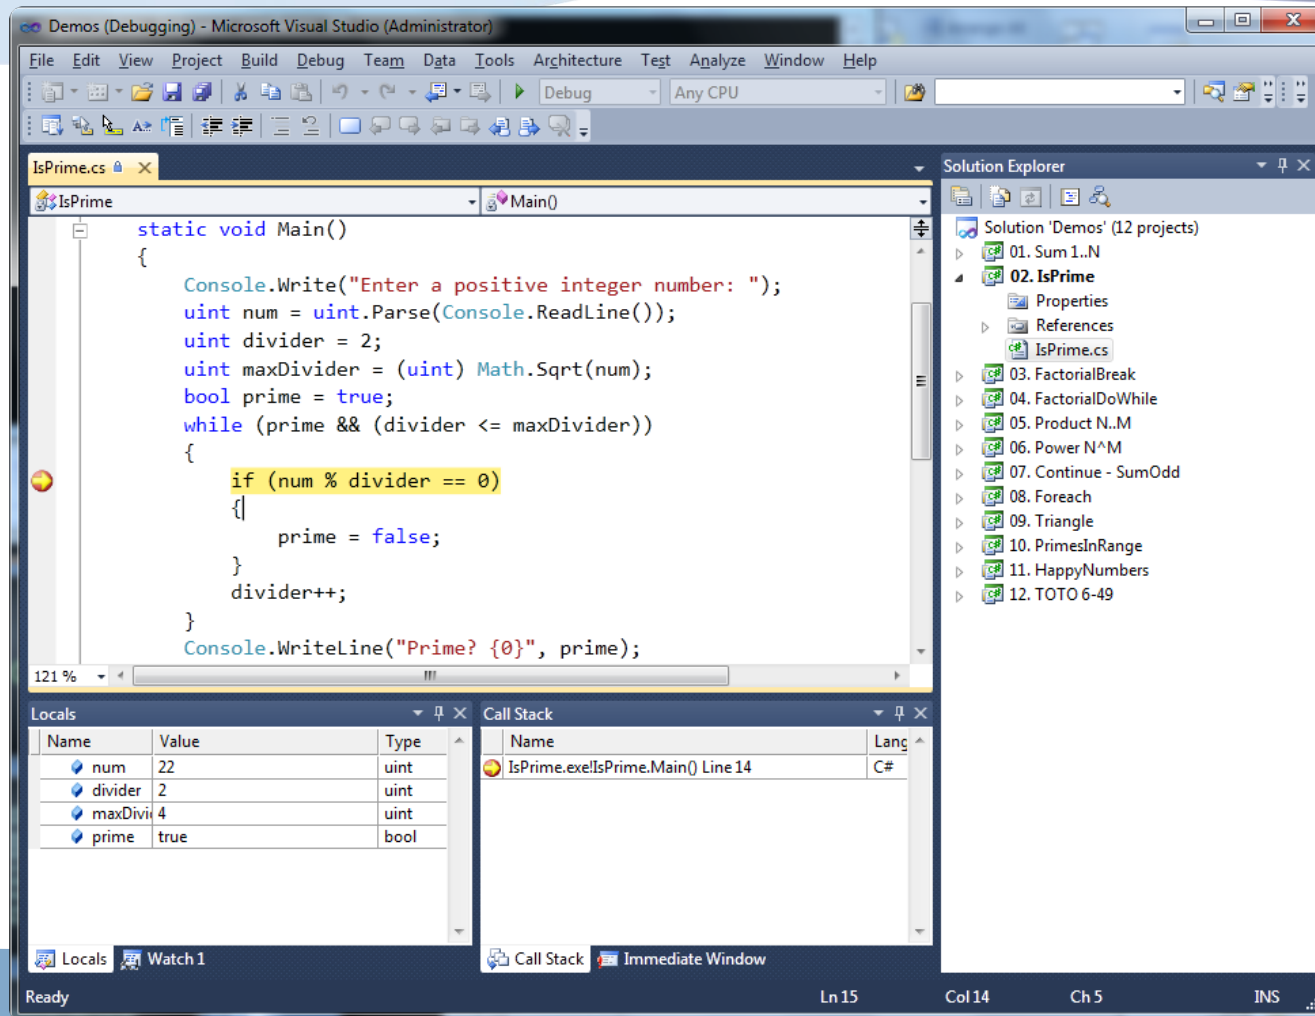 Demos (Debugging) - Microsoft Visual Studio (Administrator)
File Edit View Project Build Debug Team Data Tools Architecture Test Analyze Window Help
Debug Any CPU
IsPrime.cs
IsPrime Main()
static void Main()
{
Console.Write("Enter a positive integer number: ");
uint num = uint.Parse(Console.ReadLine());
uint divider = 2;
uint maxDivider = (uint) Math.Sqrt(num);
bool prime = true;
while (prime && (divider <= maxDivider))
{
if (num % divider == 0)
{
prime = false;
}
divider++;
}
Console.WriteLine("Prime? {0}", prime);
121 %
Solution Explorer
Solution 'Demos' (12 projects)
01. Sum 1..N
02. IsPrime
Properties
References
IsPrime.cs
03. FactorialBreak
04. FactorialDoWhile
05. Product N..M
06. Power N^M
07. Continue - SumOdd
08. Foreach
09. Triangle
10. PrimesInRange
11. HappyNumbers
12. TOTO 6-49
Locals
Name Value Type
num 22 uint
divider 2 uint
maxDivi 4 uint
prime true bool
Locals Watch 1
Call Stack
Name Lang
IsPrime.exe!IsPrime.Main() Line 14 C#
Call Stack Immediate Window
Ready Ln 15 Col 14 Ch 5 INS